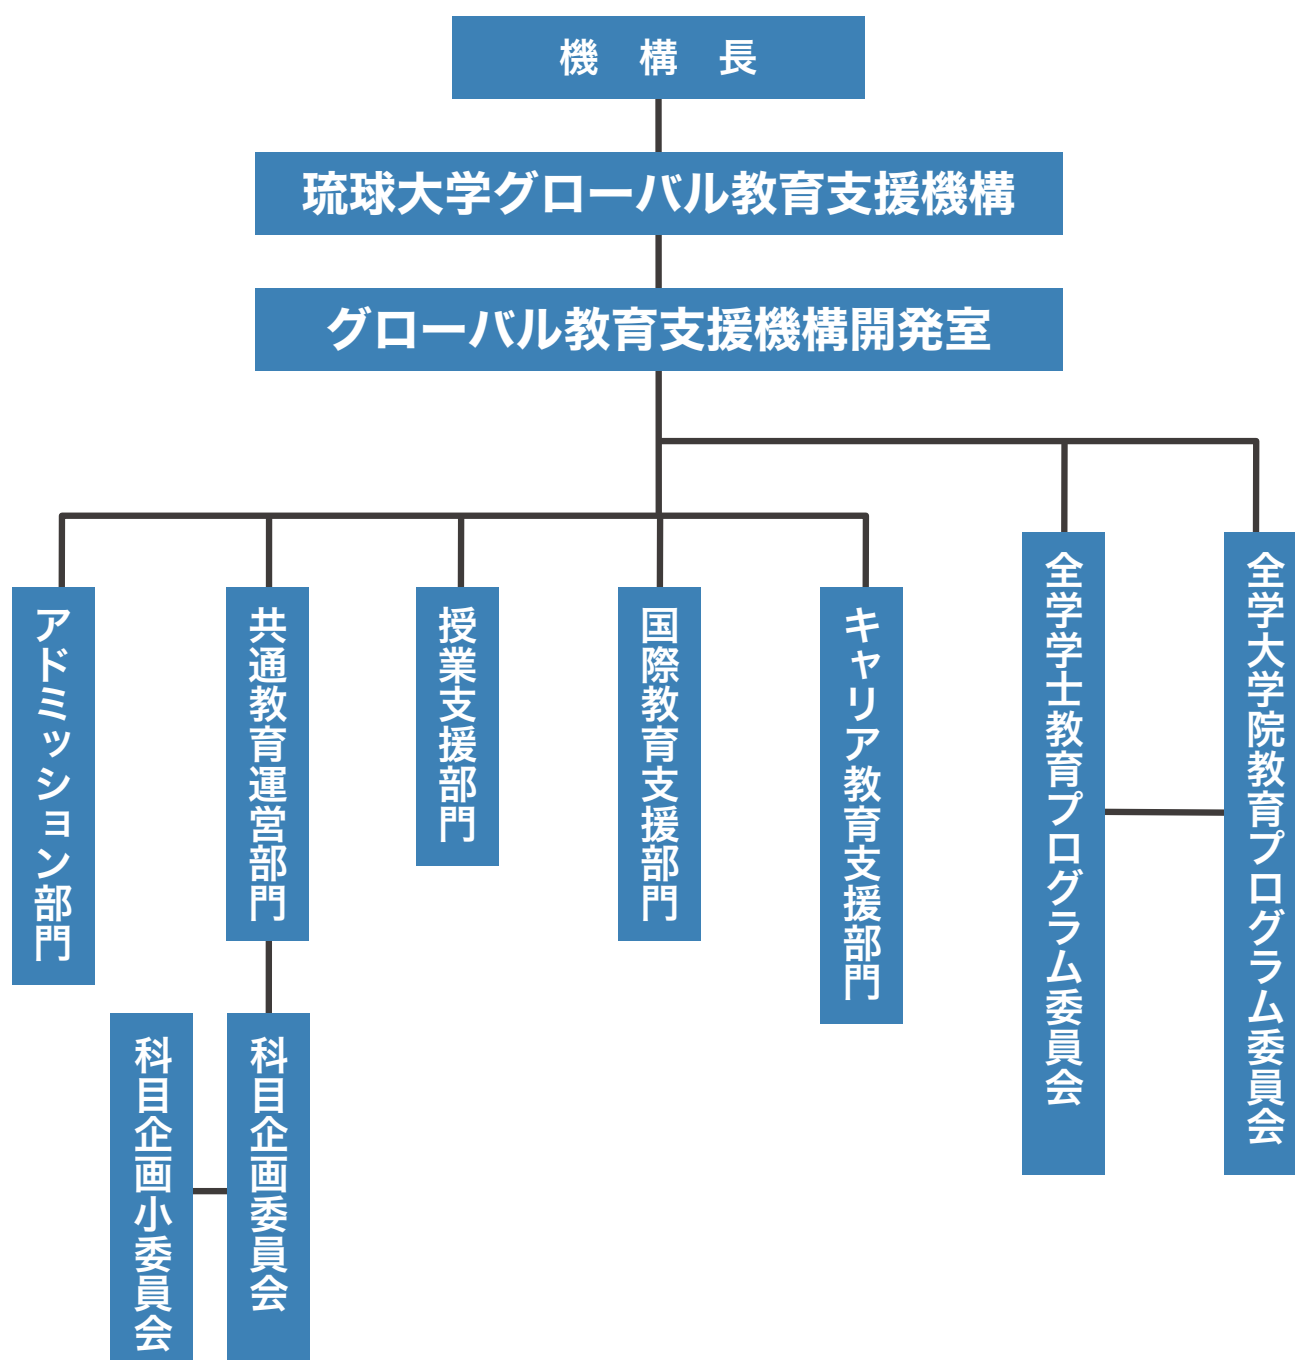 機　構　長
琉球大学グローバル教育支援機構
グローバル教育支援機構開発室
アドミッション部門
共通教育運営部門
授業支援部門
国際教育支援部門
キャリア教育支援部門
全学学士教育プログラム委員会
全学大学院教育プログラム委員会
科目企画小委員会
科目企画委員会